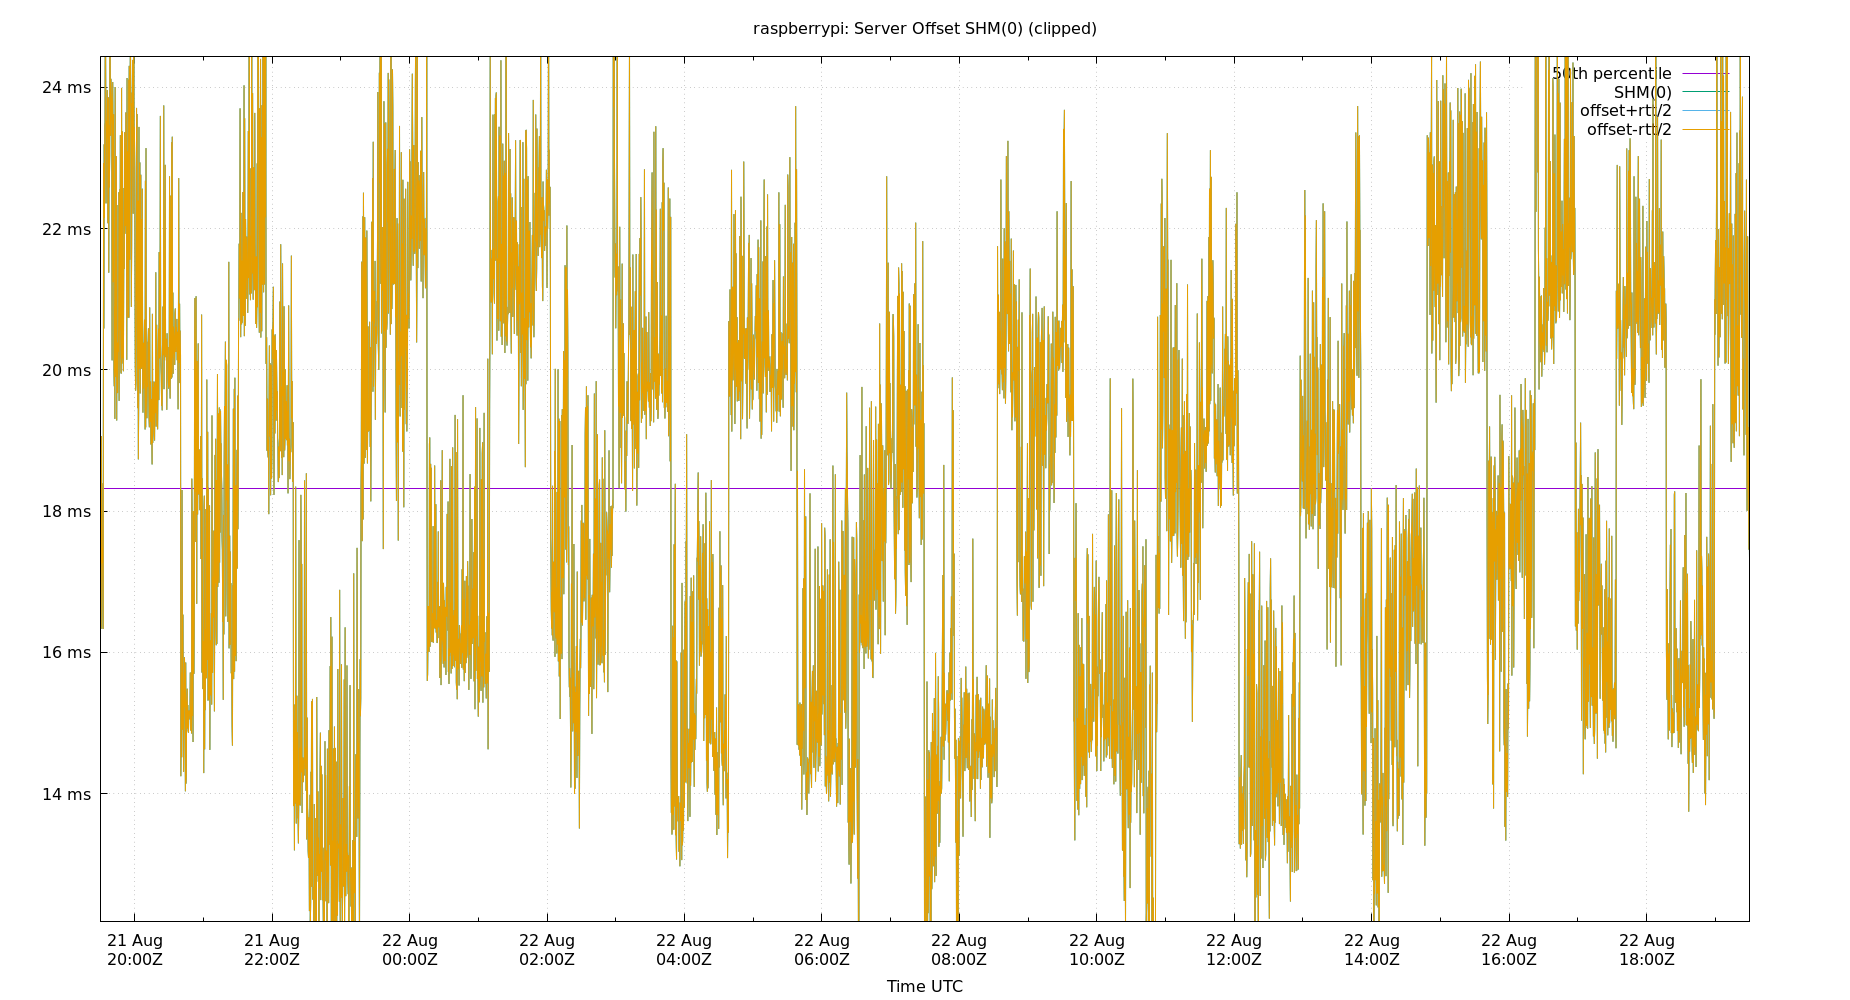 raspberrypi: Server Offset SHM(0) (clipped)
24 ms
22 ms
20 ms
18 ms
16 ms
14 ms
50th percentile
SHM(0)
offset+rtt/2
offset-rtt/2
21 Aug 21 Aug 22 Aug 22 Aug 22 Aug 22 Aug 22 Aug 22 Aug 22 Aug 22 Aug 22 Aug 22 Aug
20:00Z 22:00Z 00:00Z 02:00Z 04:00Z 06:00Z 08:00Z 10:00Z 12:00Z 14:00Z 16:00Z 18:00Z
Time UTC